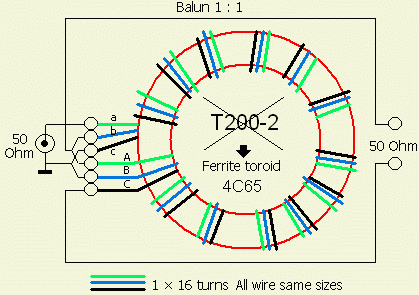 Balun 1 : 1
a
b
c
50
Ohm
A
B
C
T200-2
Ferrite toroid
4C65
50 Ohm
1 × 16 turns All wire same sizes